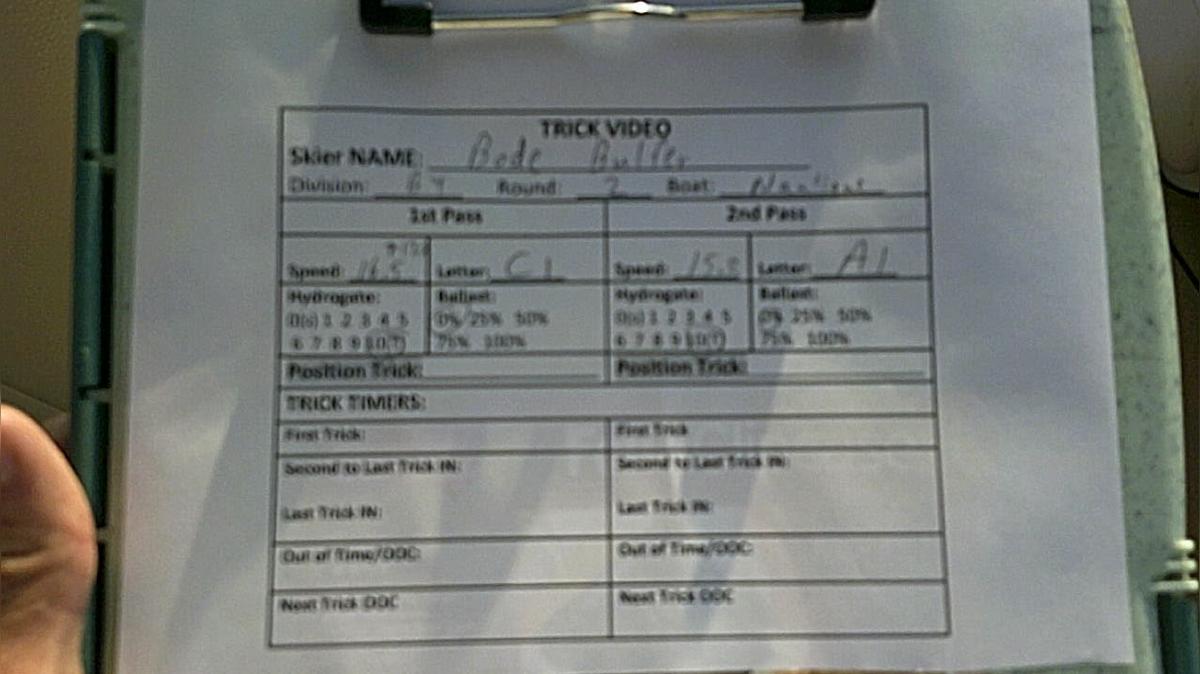 TRICK VIDEO
Skier NAME: Bode Butler
Division: Round: 2 Boat: Nautique
1st Pass 2nd Pass
Speed: 16.5 Letter: C1 Speed: 15.0 Letter: A1
Hydrogate: Ballast: Hydrogate: Ballast:
0(s) 1 2 3 4 5 0% 25% 50% 0(s) 1 2 3 4 5 0% 25% 50%
6 7 8 9 10(T) 75% 100% 6 7 8 9 10(T) 75% 100%
Position Trick: Position Trick:
TRICK TIMERS:
First Trick: First Trick
Second to Last Trick IN: Second to Last Trick IN:
Last Trick IN: Last Trick IN:
Out of Time/OOC: Out of Time/OOC:
Next Trick OOC Next Trick OOC